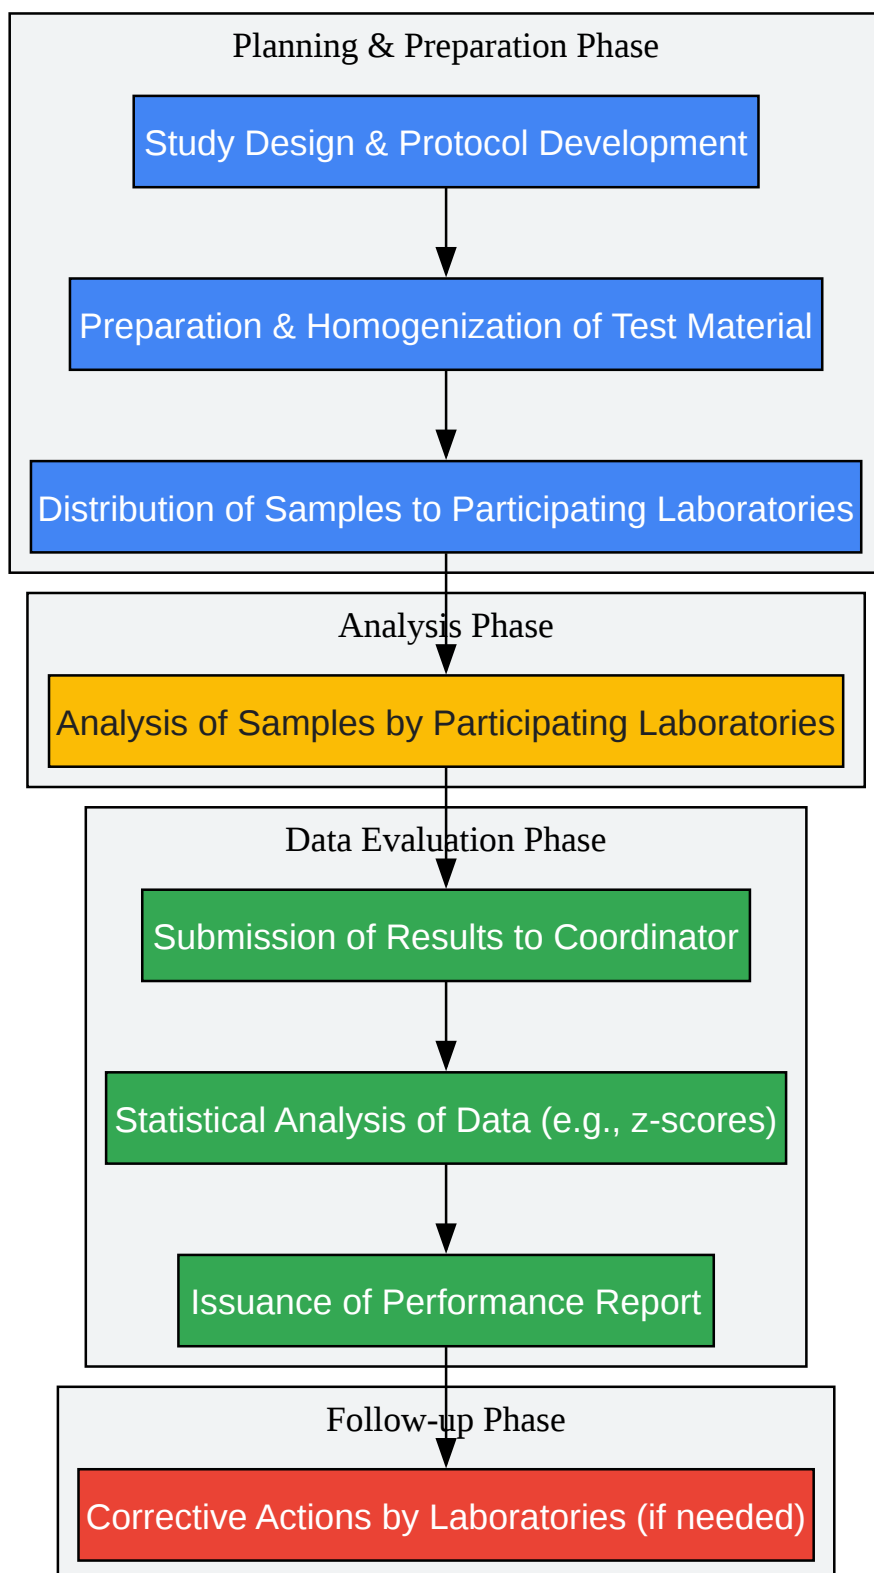 Planning & Preparation Phase
Study Design & Protocol Development
Preparation & Homogenization of Test Material
Distribution of Samples to Participating Laboratories
Analysis Phase
Analysis of Samples by Participating Laboratories
Data Evaluation Phase
Submission of Results to Coordinator
Statistical Analysis of Data (e.g., z-scores)
Issuance of Performance Report
Follow-up Phase
Corrective Actions by Laboratories (if needed)